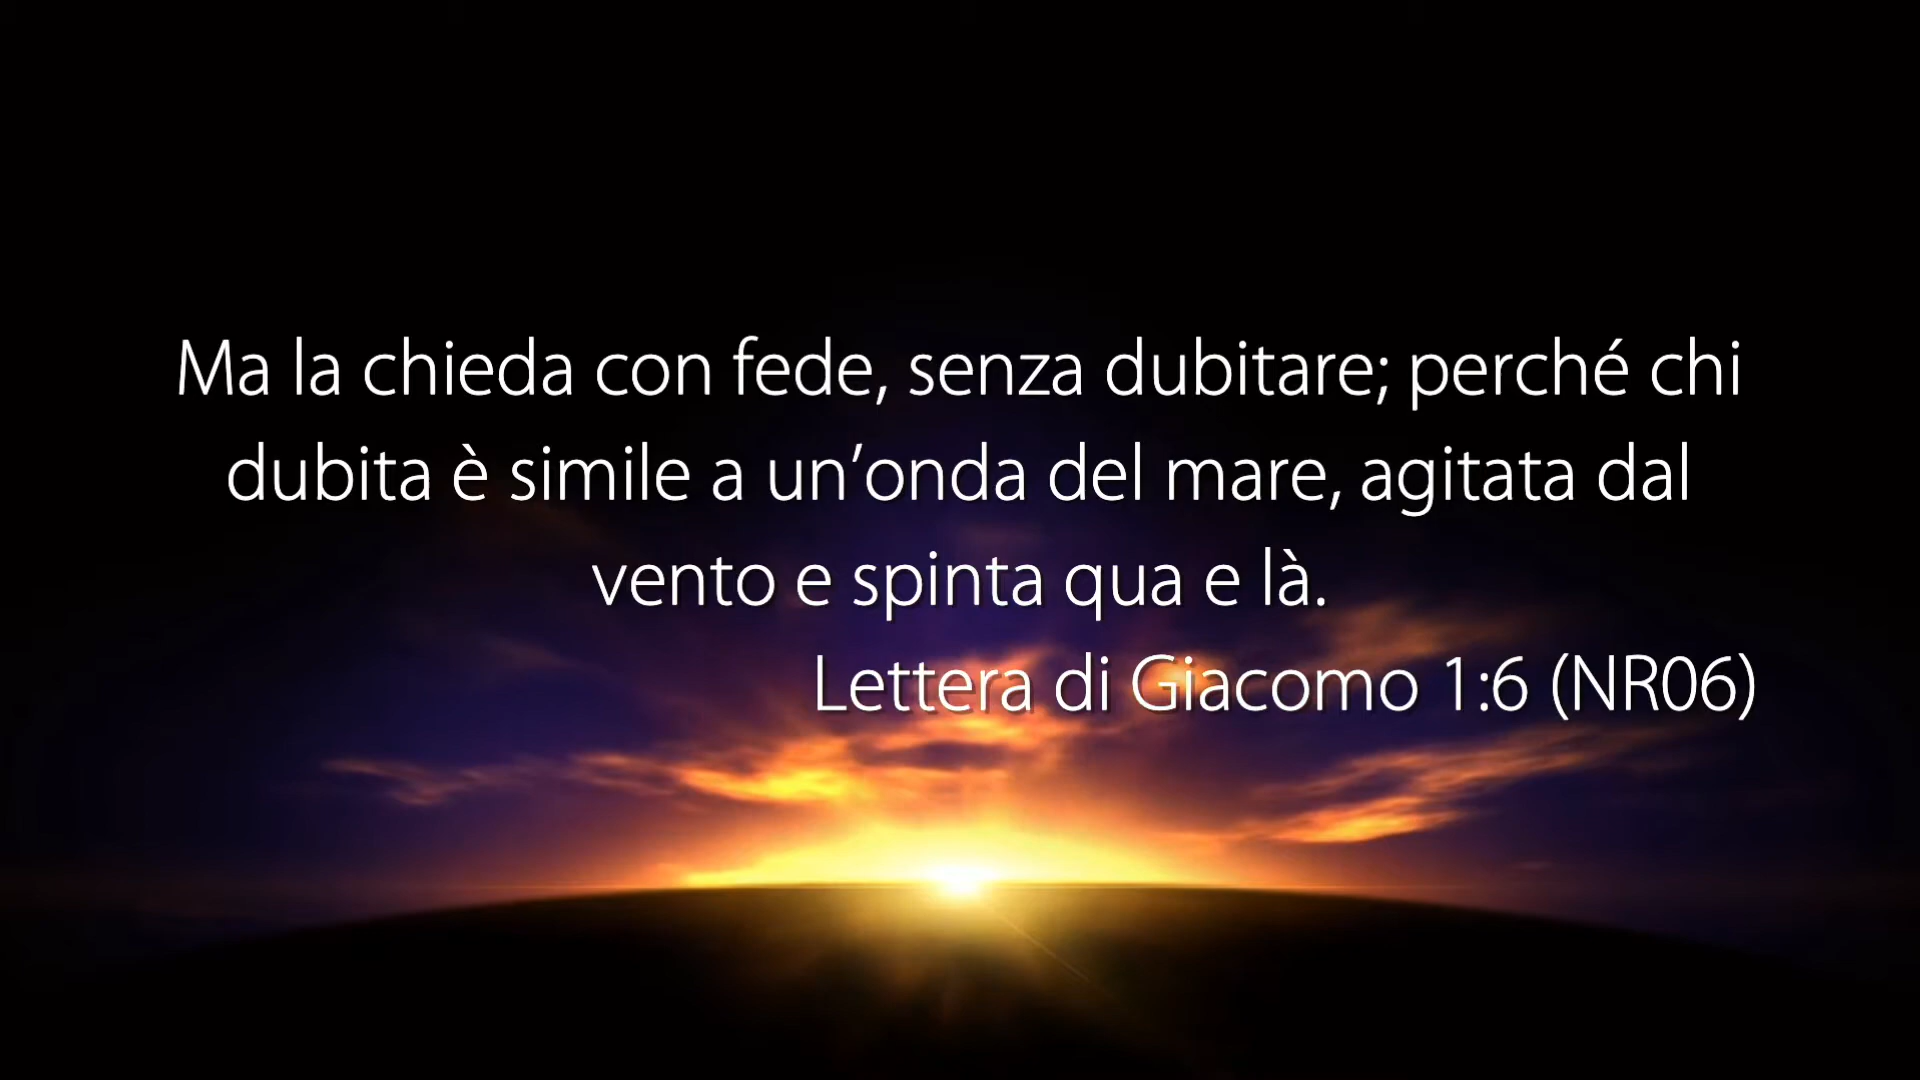 Ma la chieda con fede, senza dubitare; perché chi
dubita è simile a un’onda del mare, agitata dal
vento e spinta qua e là.
Lettera di Giacomo 1:6 (NR06)